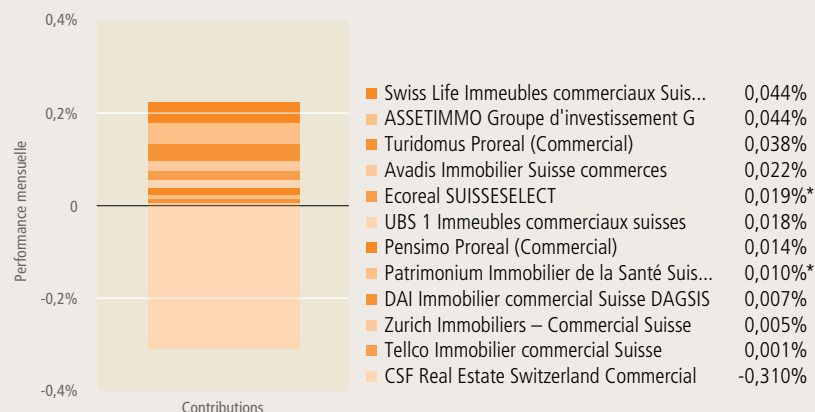 0,4%
0,2%
0
-0,2%
-0,4%
Performance mensuelle
Contributions
Swiss Life Immeubles commerciaux Suis... 0,044%
ASSETIMMO Groupe d'investissement G 0,044%
Turidomus Proreal (Commercial) 0,038%
Avadis Immobilier Suisse commerces 0,022%
Ecoreal SUISSESELECT 0,019%*
UBS 1 Immeubles commerciaux suisses 0,018%
Pensimo Proreal (Commercial) 0,014%
Patrimonium Immobilier de la Santé Suis... 0,010%*
DAI Immobilier commercial Suisse DAGSIS 0,007%
Zurich Immobiliers – Commercial Suisse 0,005%
Tellco Immobilier commercial Suisse 0,001%
CSF Real Estate Switzerland Commercial -0,310%